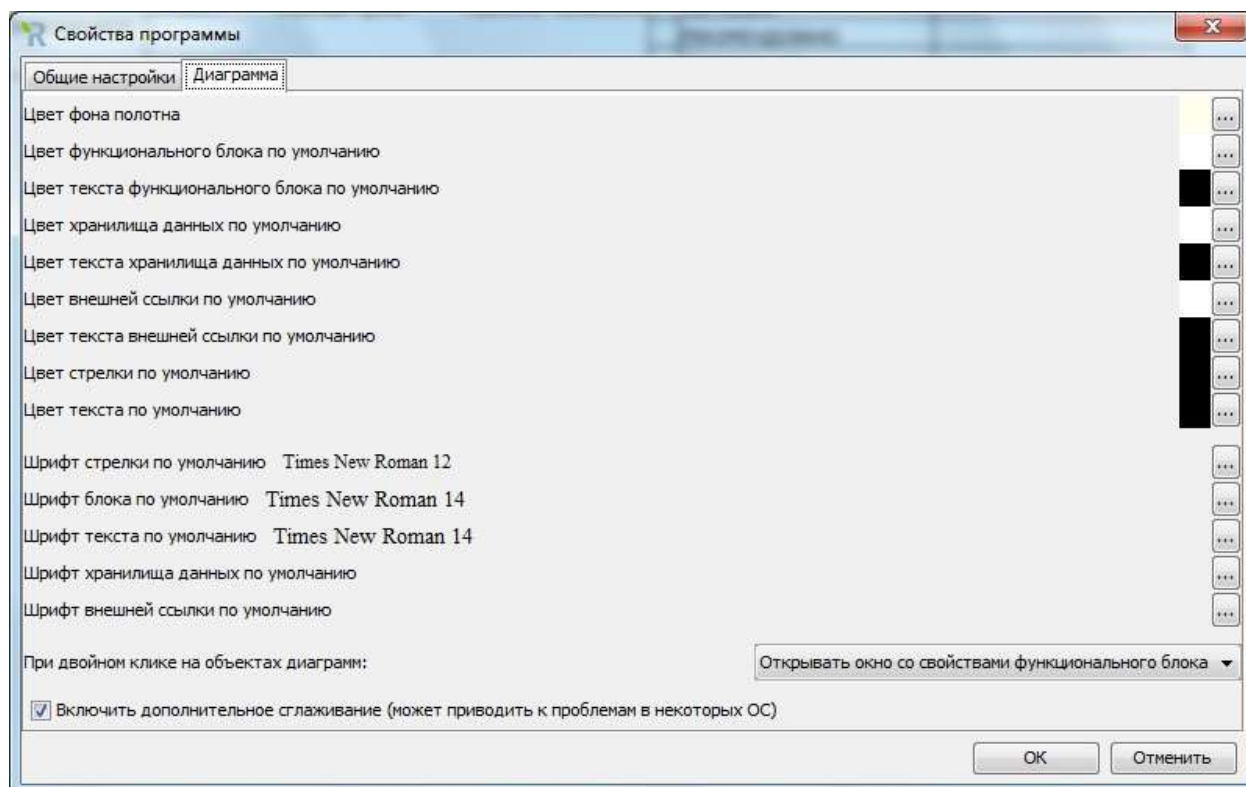 Свойства программы
Общие настройки Диаграмма
Цвет фона полотна ...
Цвет функционального блока по умолчанию ...
Цвет текста функционального блока по умолчанию ...
Цвет хранилища данных по умолчанию ...
Цвет текста хранилища данных по умолчанию ...
Цвет внешней ссылки по умолчанию ...
Цвет текста внешней ссылки по умолчанию ...
Цвет стрелки по умолчанию ...
Цвет текста по умолчанию ...
Шрифт стрелки по умолчанию Times New Roman 12 ...
Шрифт блока по умолчанию Times New Roman 14 ...
Шрифт текста по умолчанию Times New Roman 14 ...
Шрифт хранилища данных по умолчанию ...
Шрифт внешней ссылки по умолчанию ...
При двойном клике на объектах диаграмм: Открывать окно со свойствами функционального блока
Включить дополнительное сглаживание (может приводить к проблемам в некоторых ОС)
ОК Отменить